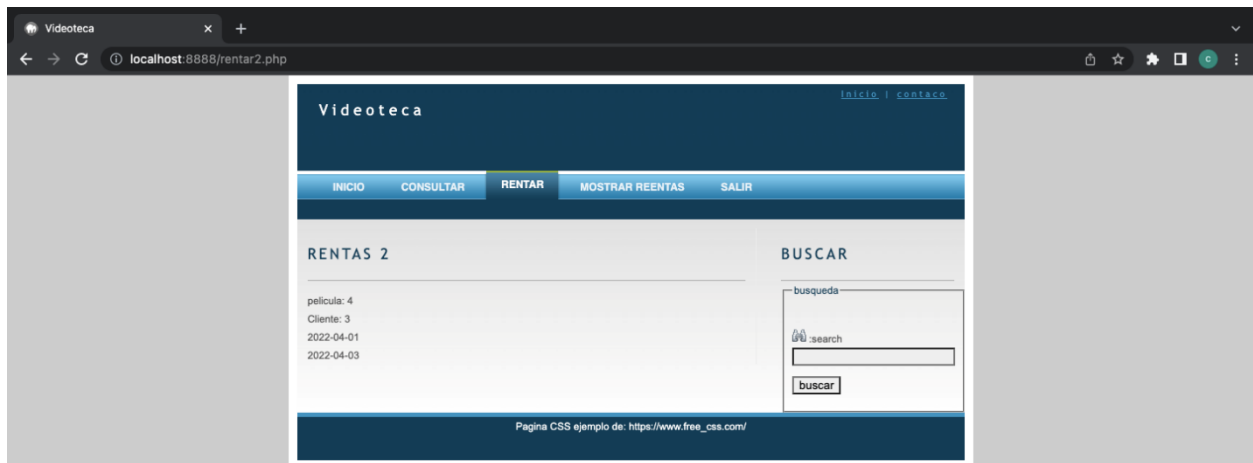 Videoteca
localhost:8888/rentar2.php
c
Videoteca
Inicio | contaco
INICIO CONSULTAR RENTAR MOSTRAR REENTAS SALIR
RENTAS 2
pelicula: 4
Cliente: 3
2022-04-01
2022-04-03
BUSCAR
busqueda
:search
buscar
Pagina CSS ejemplo de: https://www.free_css.com/